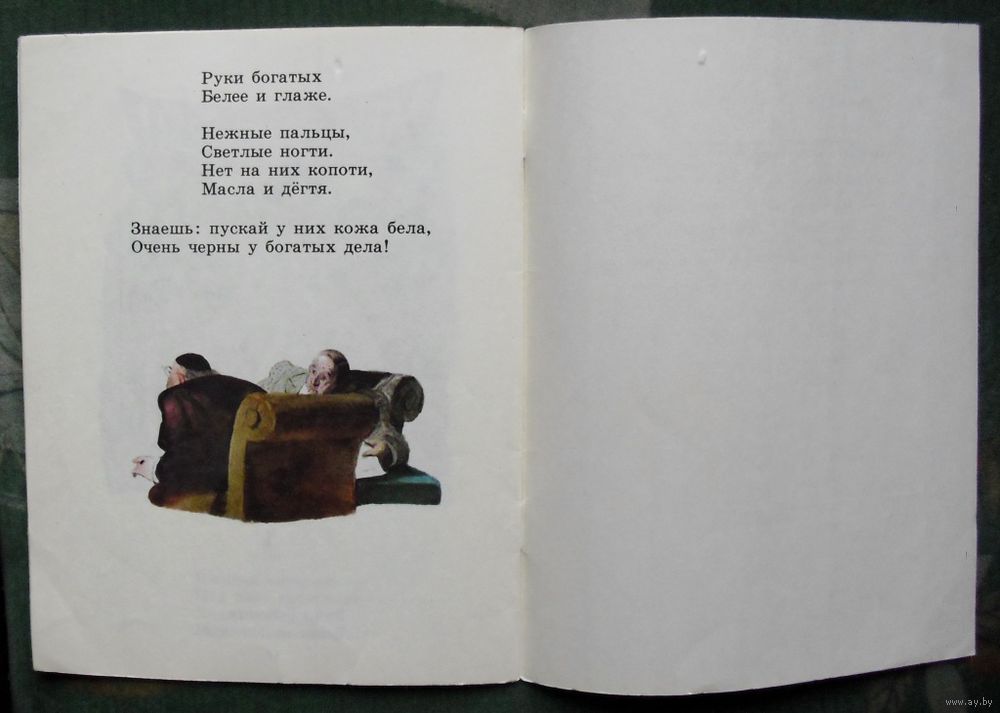 Руки богатых
Белее и глаже.
Нежные пальцы,
Светлые ногти.
Нет на них копоти,
Масла и дёгтя.
Знаешь: пускай у них кожа бела,
Очень черны у богатых дела!
www.ay.by